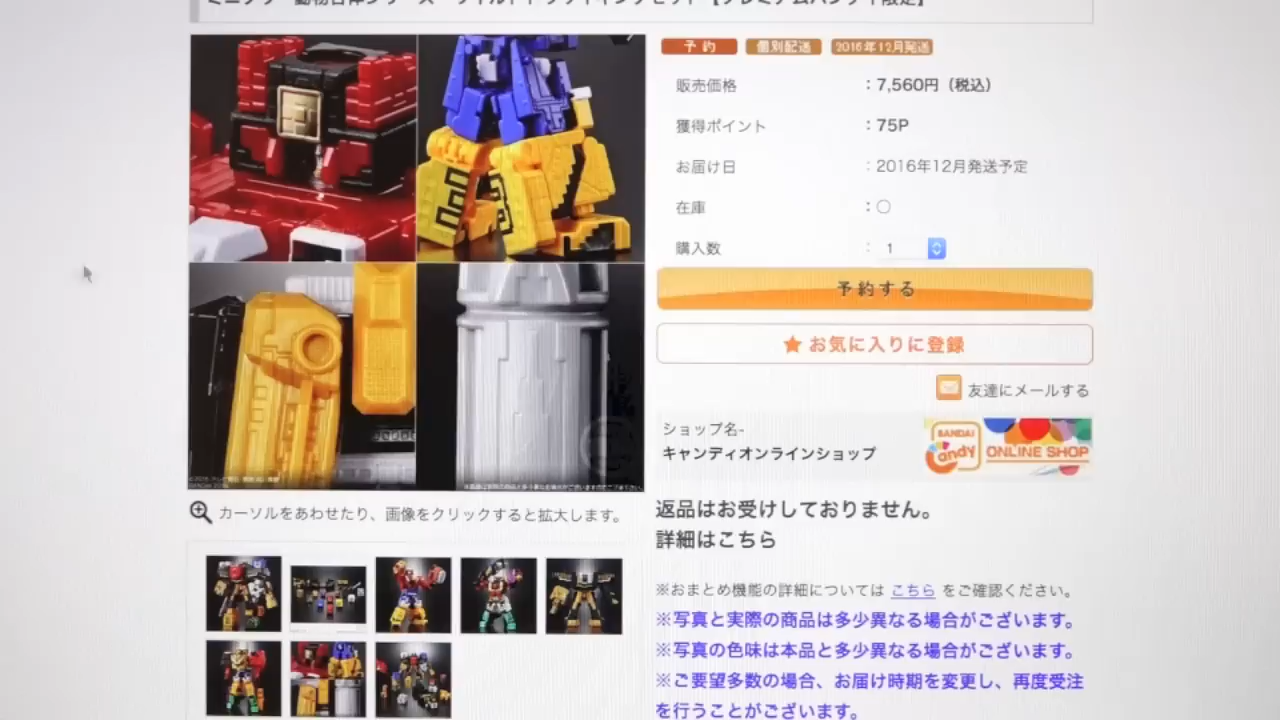 予約 個別配送 2016年12月発送
販売価格 : 7,560円（税込）
獲得ポイント : 75P
お届け日 : 2016年12月発送予定
在庫 : ○
購入数 : 1
予約する
★ お気に入りに登録
友達にメールする
ショップ名-
キャンディオンラインショップ
BANDAI
Candy
ONLINE SHOP
カーソルをあわせたり、画像をクリックすると拡大します。
返品はお受けしておりません。
詳細はこちら
※おまとめ機能の詳細については こちら をご確認ください。
※写真と実際の商品は多少異なる場合がございます。
※写真の色味は本品と多少異なる場合がございます。
※ご要望多数の場合、お届け時期を変更し、再度受注
を行うことがございます。